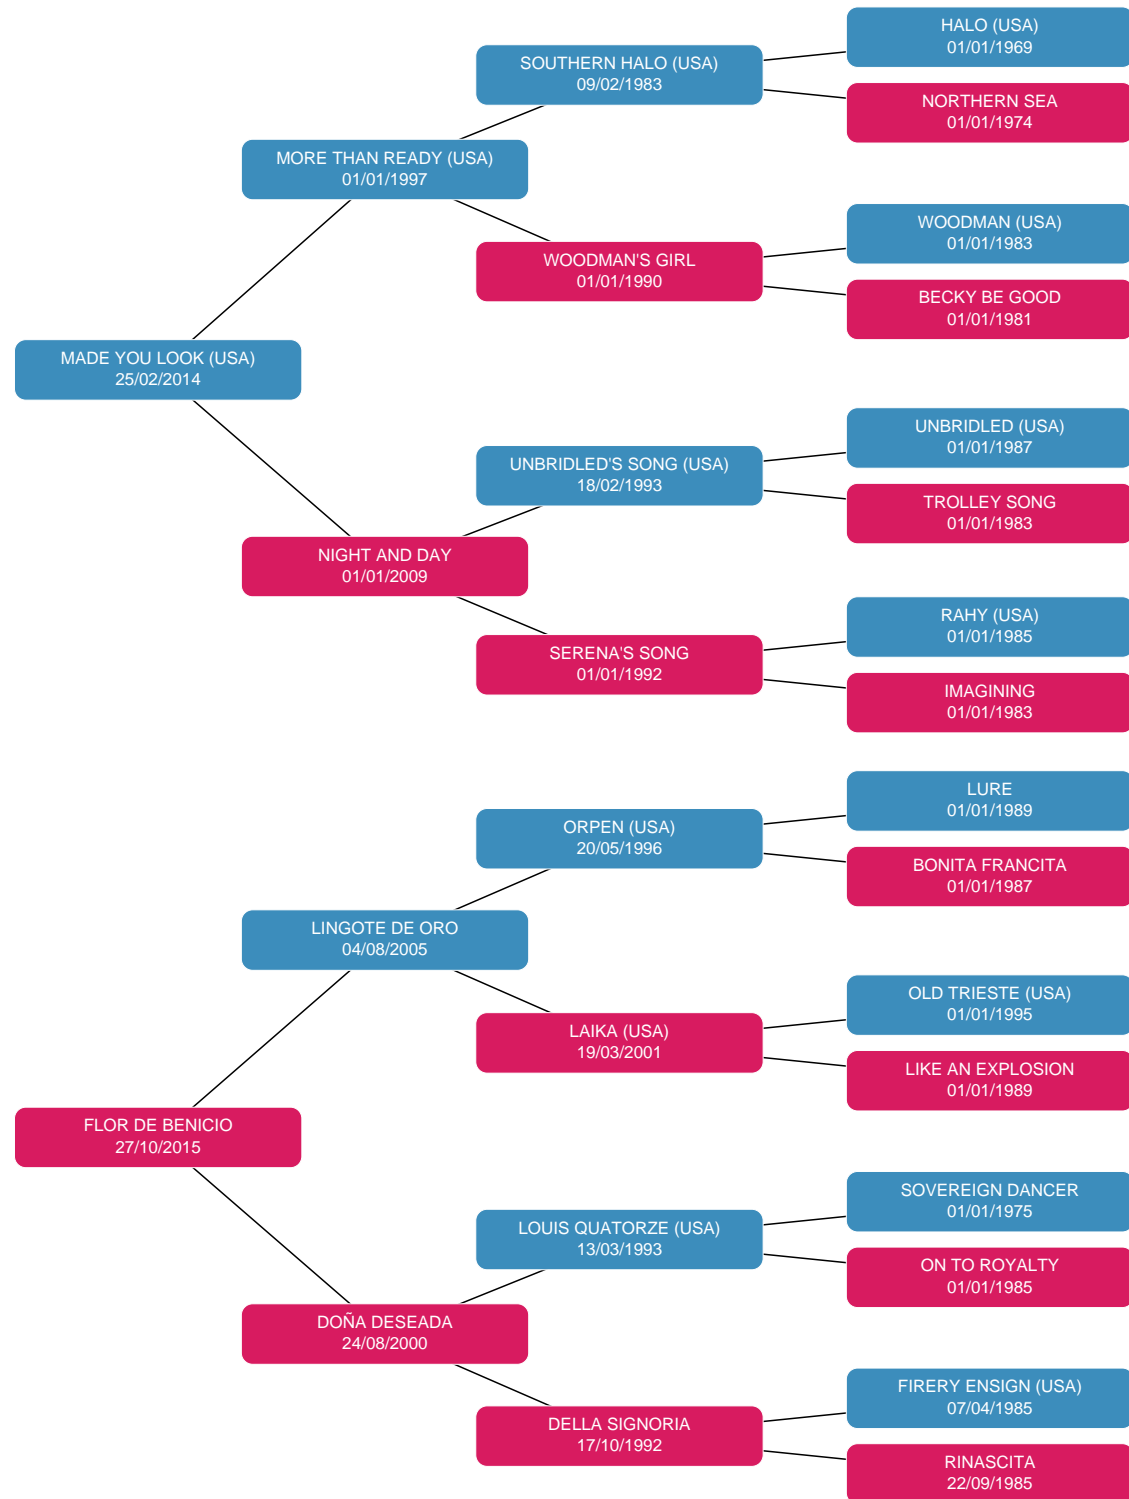 HALO (USA)
01/01/1969
SOUTHERN HALO (USA)
09/02/1983
NORTHERN SEA
01/01/1974
MORE THAN READY (USA)
01/01/1997
WOODMAN (USA)
01/01/1983
WOODMAN'S GIRL
01/01/1990
BECKY BE GOOD
01/01/1981
MADE YOU LOOK (USA)
25/02/2014
UNBRIDLED (USA)
01/01/1987
UNBRIDLED'S SONG (USA)
18/02/1993
TROLLEY SONG
01/01/1983
NIGHT AND DAY
01/01/2009
RAHY (USA)
01/01/1985
SERENA'S SONG
01/01/1992
IMAGINING
01/01/1983
LURE
01/01/1989
ORPEN (USA)
20/05/1996
BONITA FRANCITA
01/01/1987
LINGOTE DE ORO
04/08/2005
OLD TRIESTE (USA)
01/01/1995
LAIKA (USA)
19/03/2001
LIKE AN EXPLOSION
01/01/1989
FLOR DE BENICIO
27/10/2015
SOVEREIGN DANCER
01/01/1975
LOUIS QUATORZE (USA)
13/03/1993
ON TO ROYALTY
01/01/1985
DOÑA DESEADA
24/08/2000
FIRERY ENSIGN (USA)
07/04/1985
DELLA SIGNORIA
17/10/1992
RINASCITA
22/09/1985